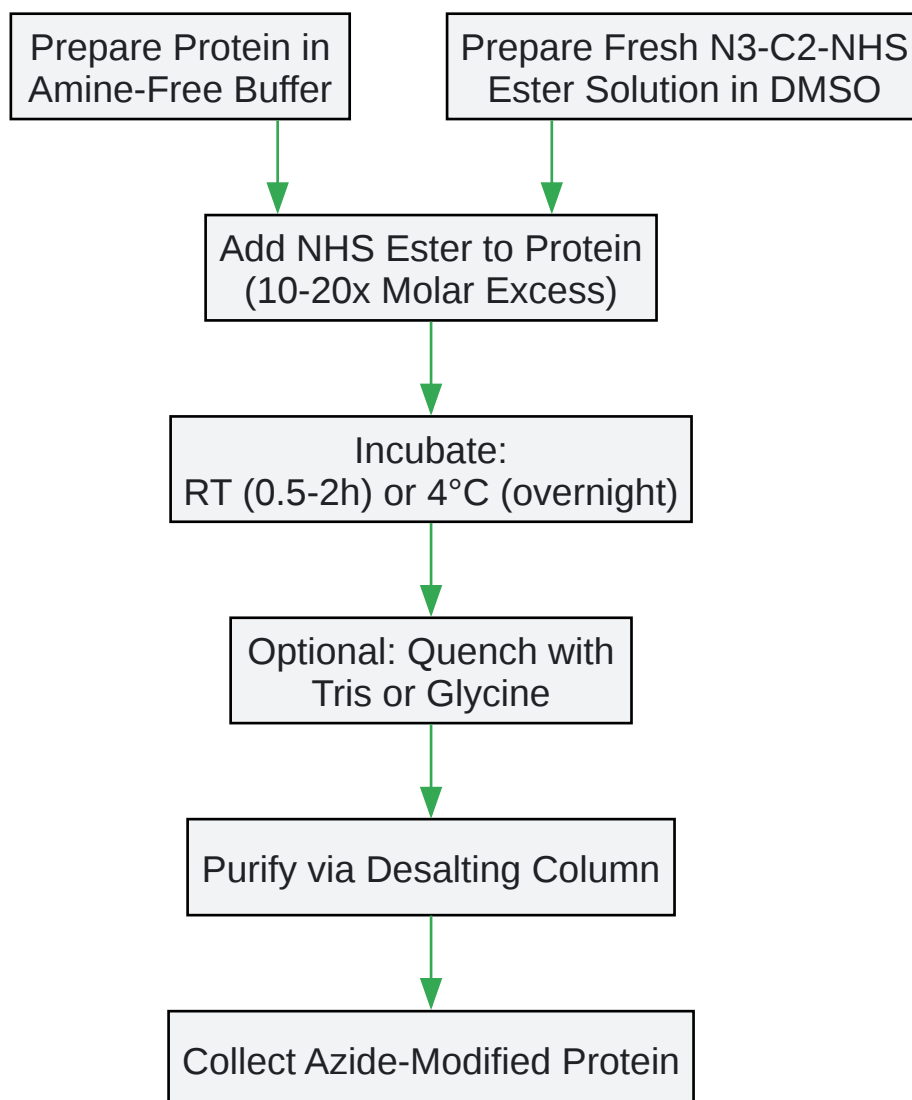 Prepare Protein in
Amine-Free Buffer
Prepare Fresh N3-C2-NHS
Ester Solution in DMSO
Add NHS Ester to Protein
(10-20x Molar Excess)
Incubate:
RT (0.5-2h) or 4°C (overnight)
Optional: Quench with
Tris or Glycine
Purify via Desalting Column
Collect Azide-Modified Protein